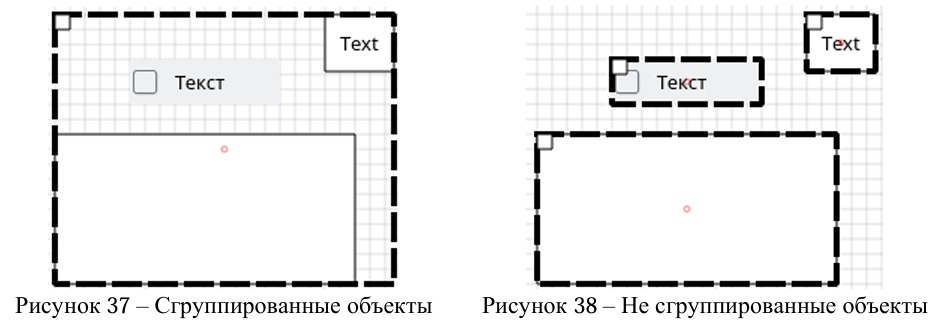 Text
Текст
Text
Текст
Рисунок 37 – Сгруппированные объекты
Рисунок 38 – Не сгруппированные объекты